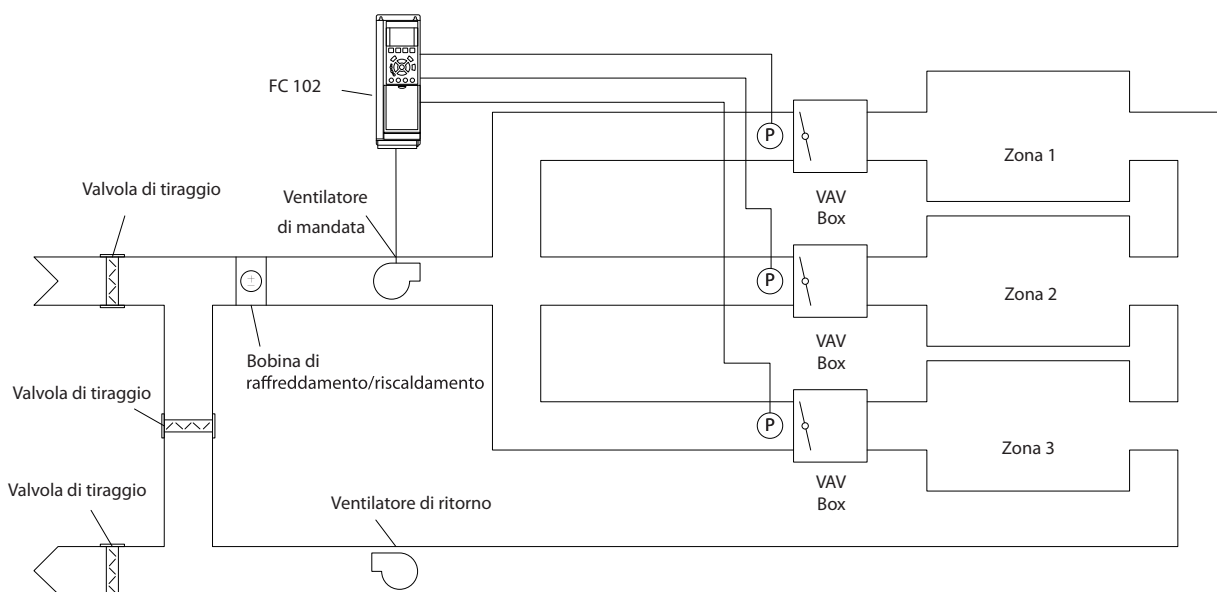 FC 102
P
Zona 1
Valvola di tiraggio
Ventilatore
di mandata
VAV
Box
±
P
Zona 2
VAV
Box
Bobina di
raffreddamento/riscaldamento
Valvola di tiraggio
P
Zona 3
VAV
Box
Valvola di tiraggio
Ventilatore di ritorno